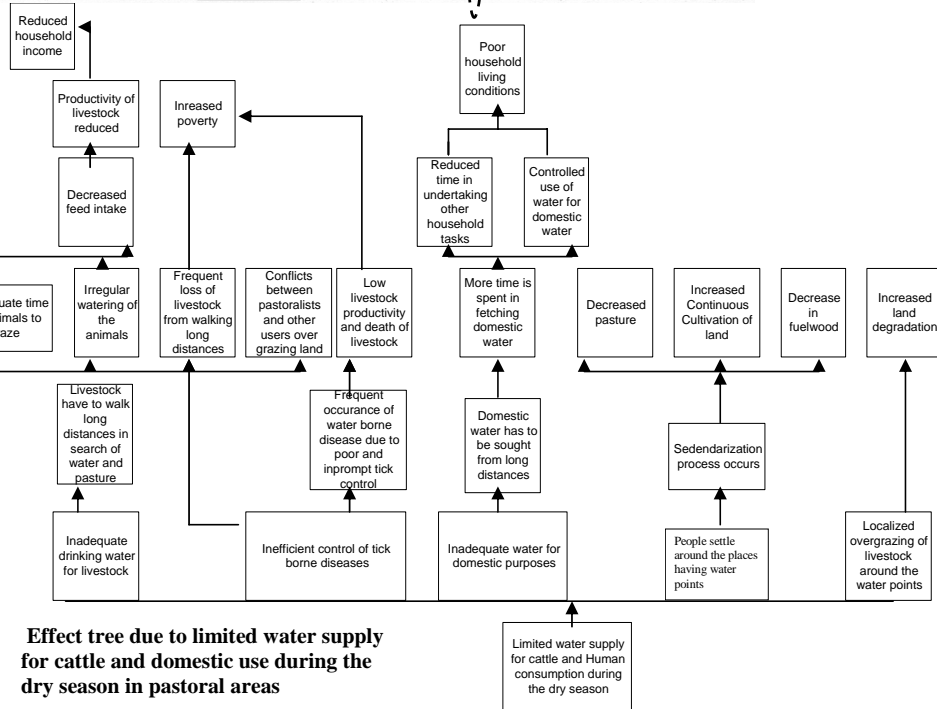 Reduced
household
income
Poor
household
living
conditions
Productivity of
livestock
reduced
Inreased
poverty
Decreased
feed intake
Reduced
time in
undertaking
other
household
tasks
Controlled
use of
water for
domestic
water
time
to
Irregular
watering of
the
animals
Frequent
loss of
livestock
from walking
long
distances
Conflicts
between
pastoralists
and other
users over
grazing land
Low
livestock
productivity
and death of
livestock
More time is
spent in
fetching
domestic
water
Decreased
pasture
Increased
Continuous
Cultivation of
land
Decrease
in
fuelwood
Increased
land
degradation
Livestock
have to walk
long
distances in
search of
water and
pasture
Frequent
occurance of
water borne
disease due to
poor and
inprompt tick
control
Domestic
water has to
be sought
from long
distances
Sedendarization
process occurs
Inadequate
drinking water
for livestock
Inefficient control of tick
borne diseases
Inadequate water for
domestic purposes
People settle
around the places
having water
points
Localized
overgrazing of
livestock
around the
water points
Effect tree due to limited water supply
for cattle and domestic use during the
dry season in pastoral areas
Limited water supply
for cattle and Human
consumption during
the dry season